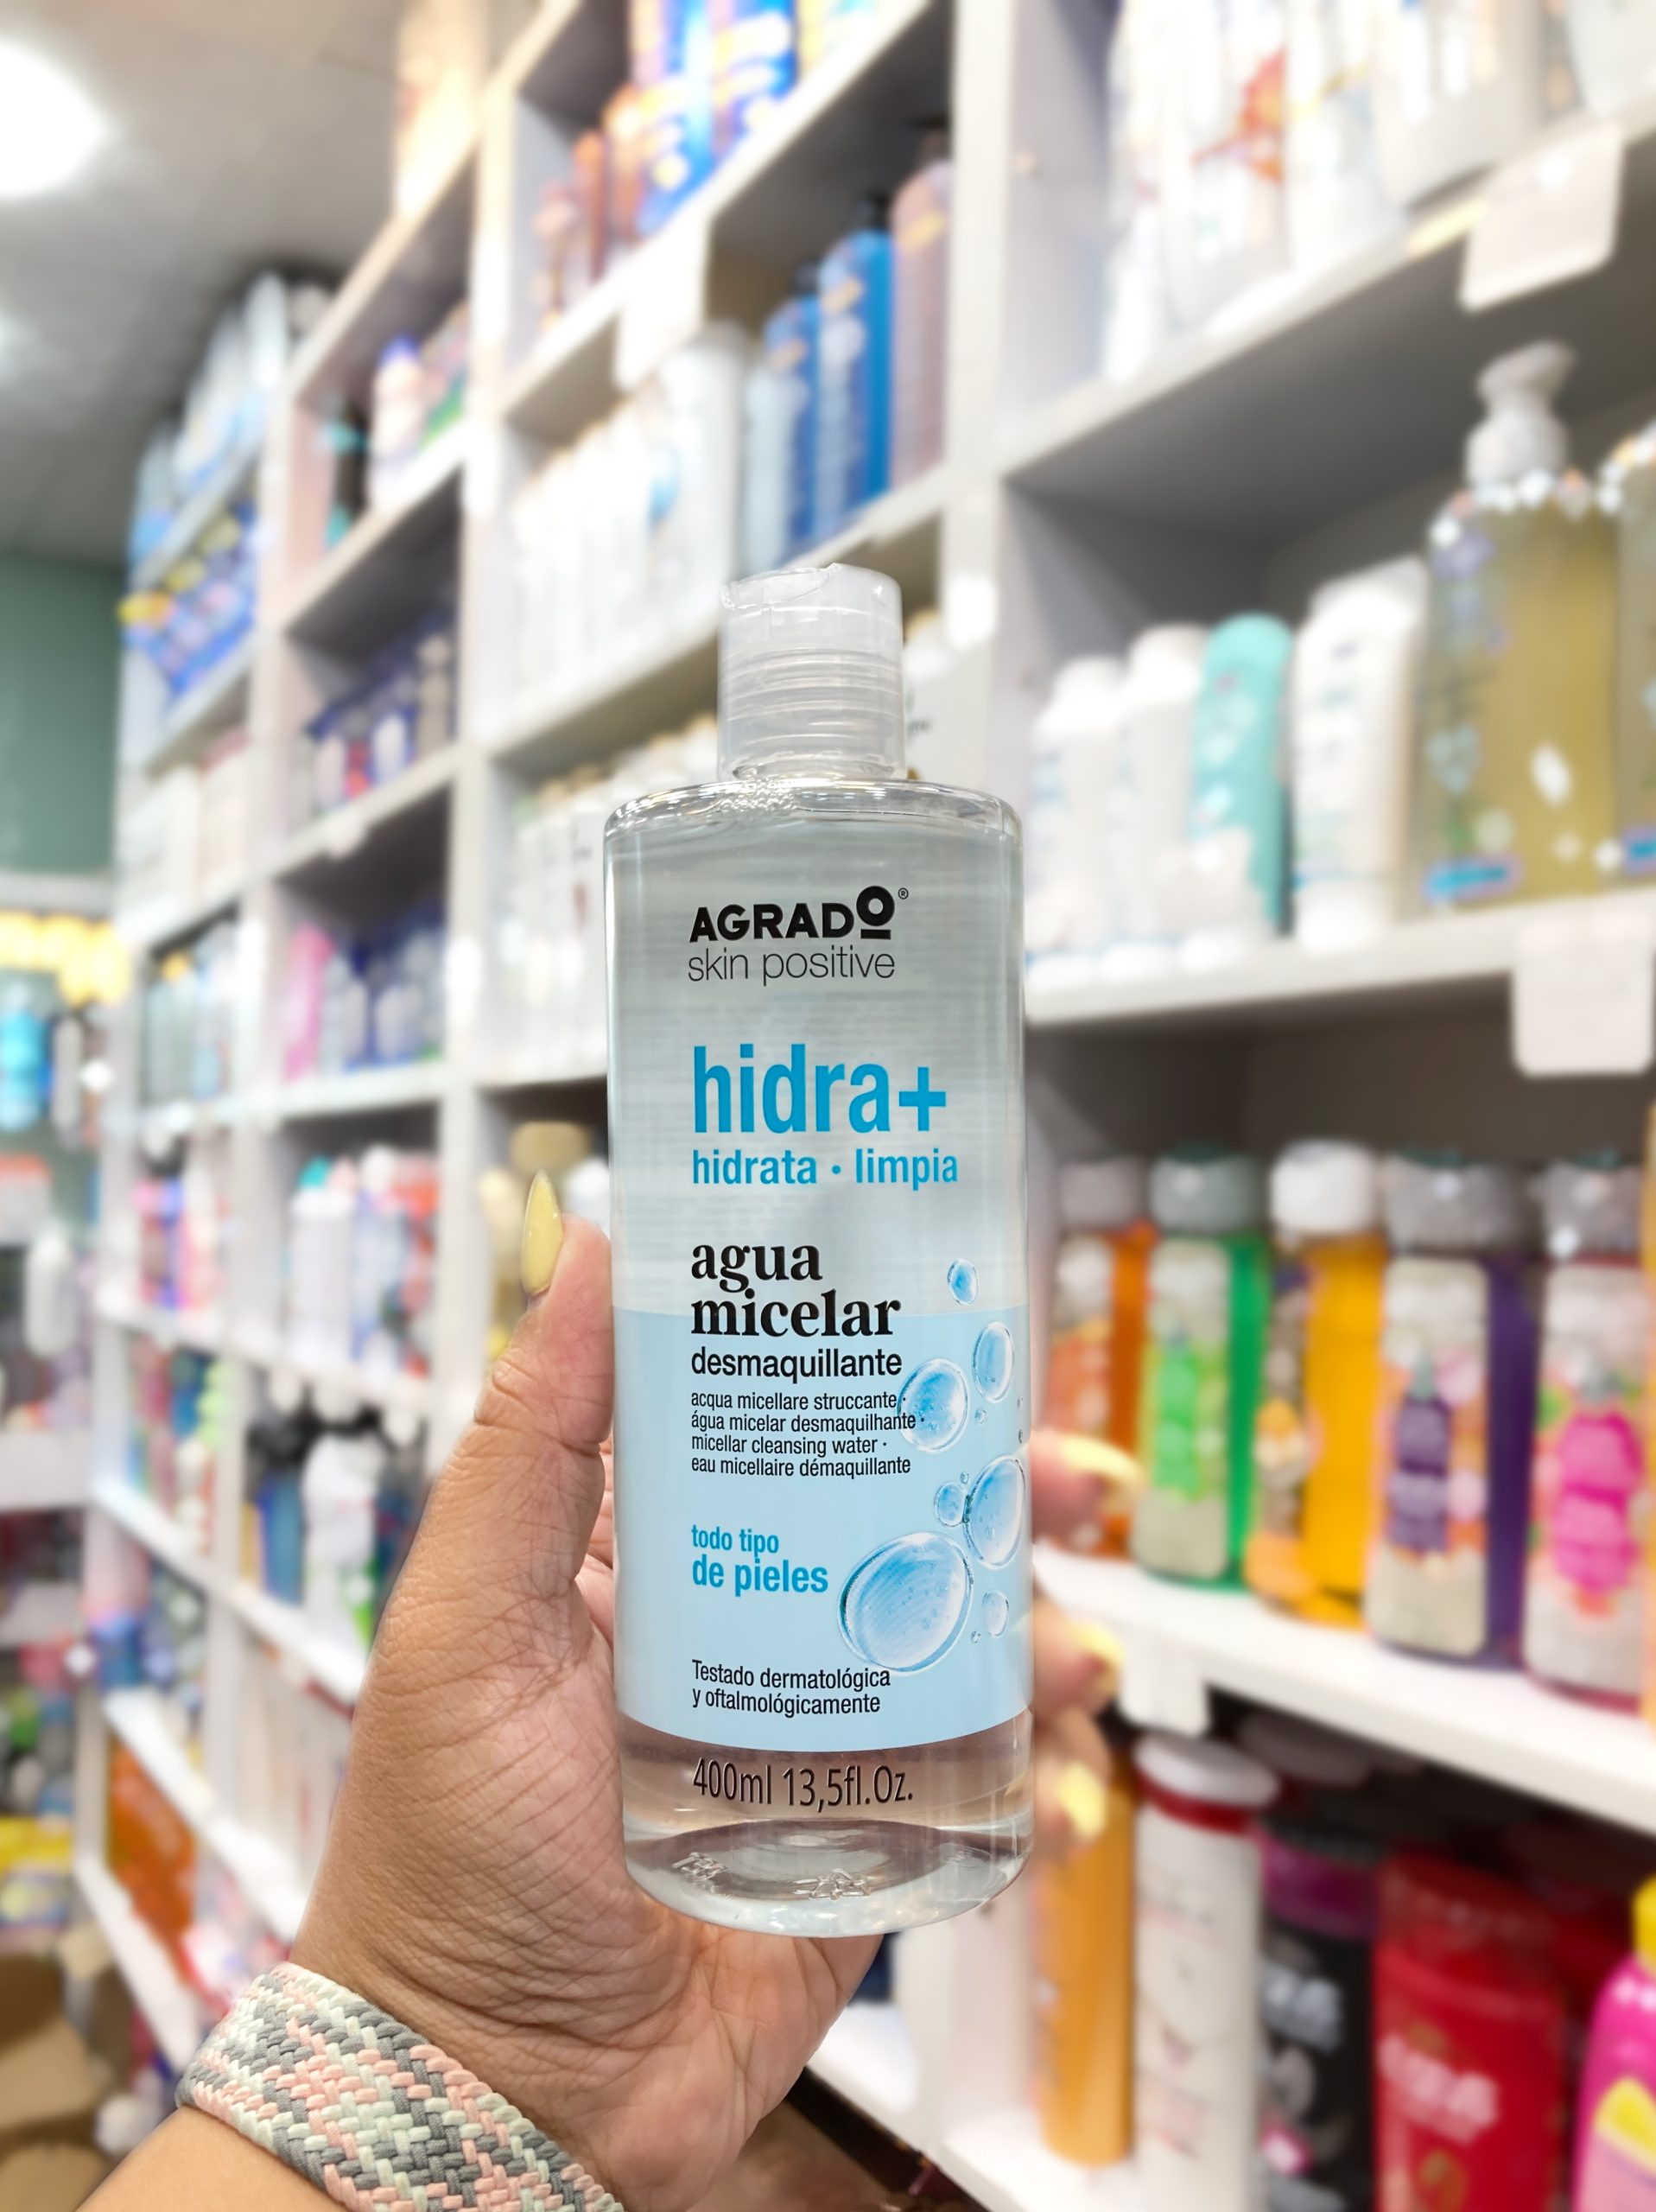 AGRADO®
skin positive
hidra+
hidrata · limpia
agua
micelar
desmaquillante
acqua micellare struccante ·
água micelar desmaquilhante ·
micellar cleansing water ·
eau micellaire démaquillante
todo tipo
de pieles
Testado dermatológica
y oftalmológicamente
400ml 13,5fl.Oz.